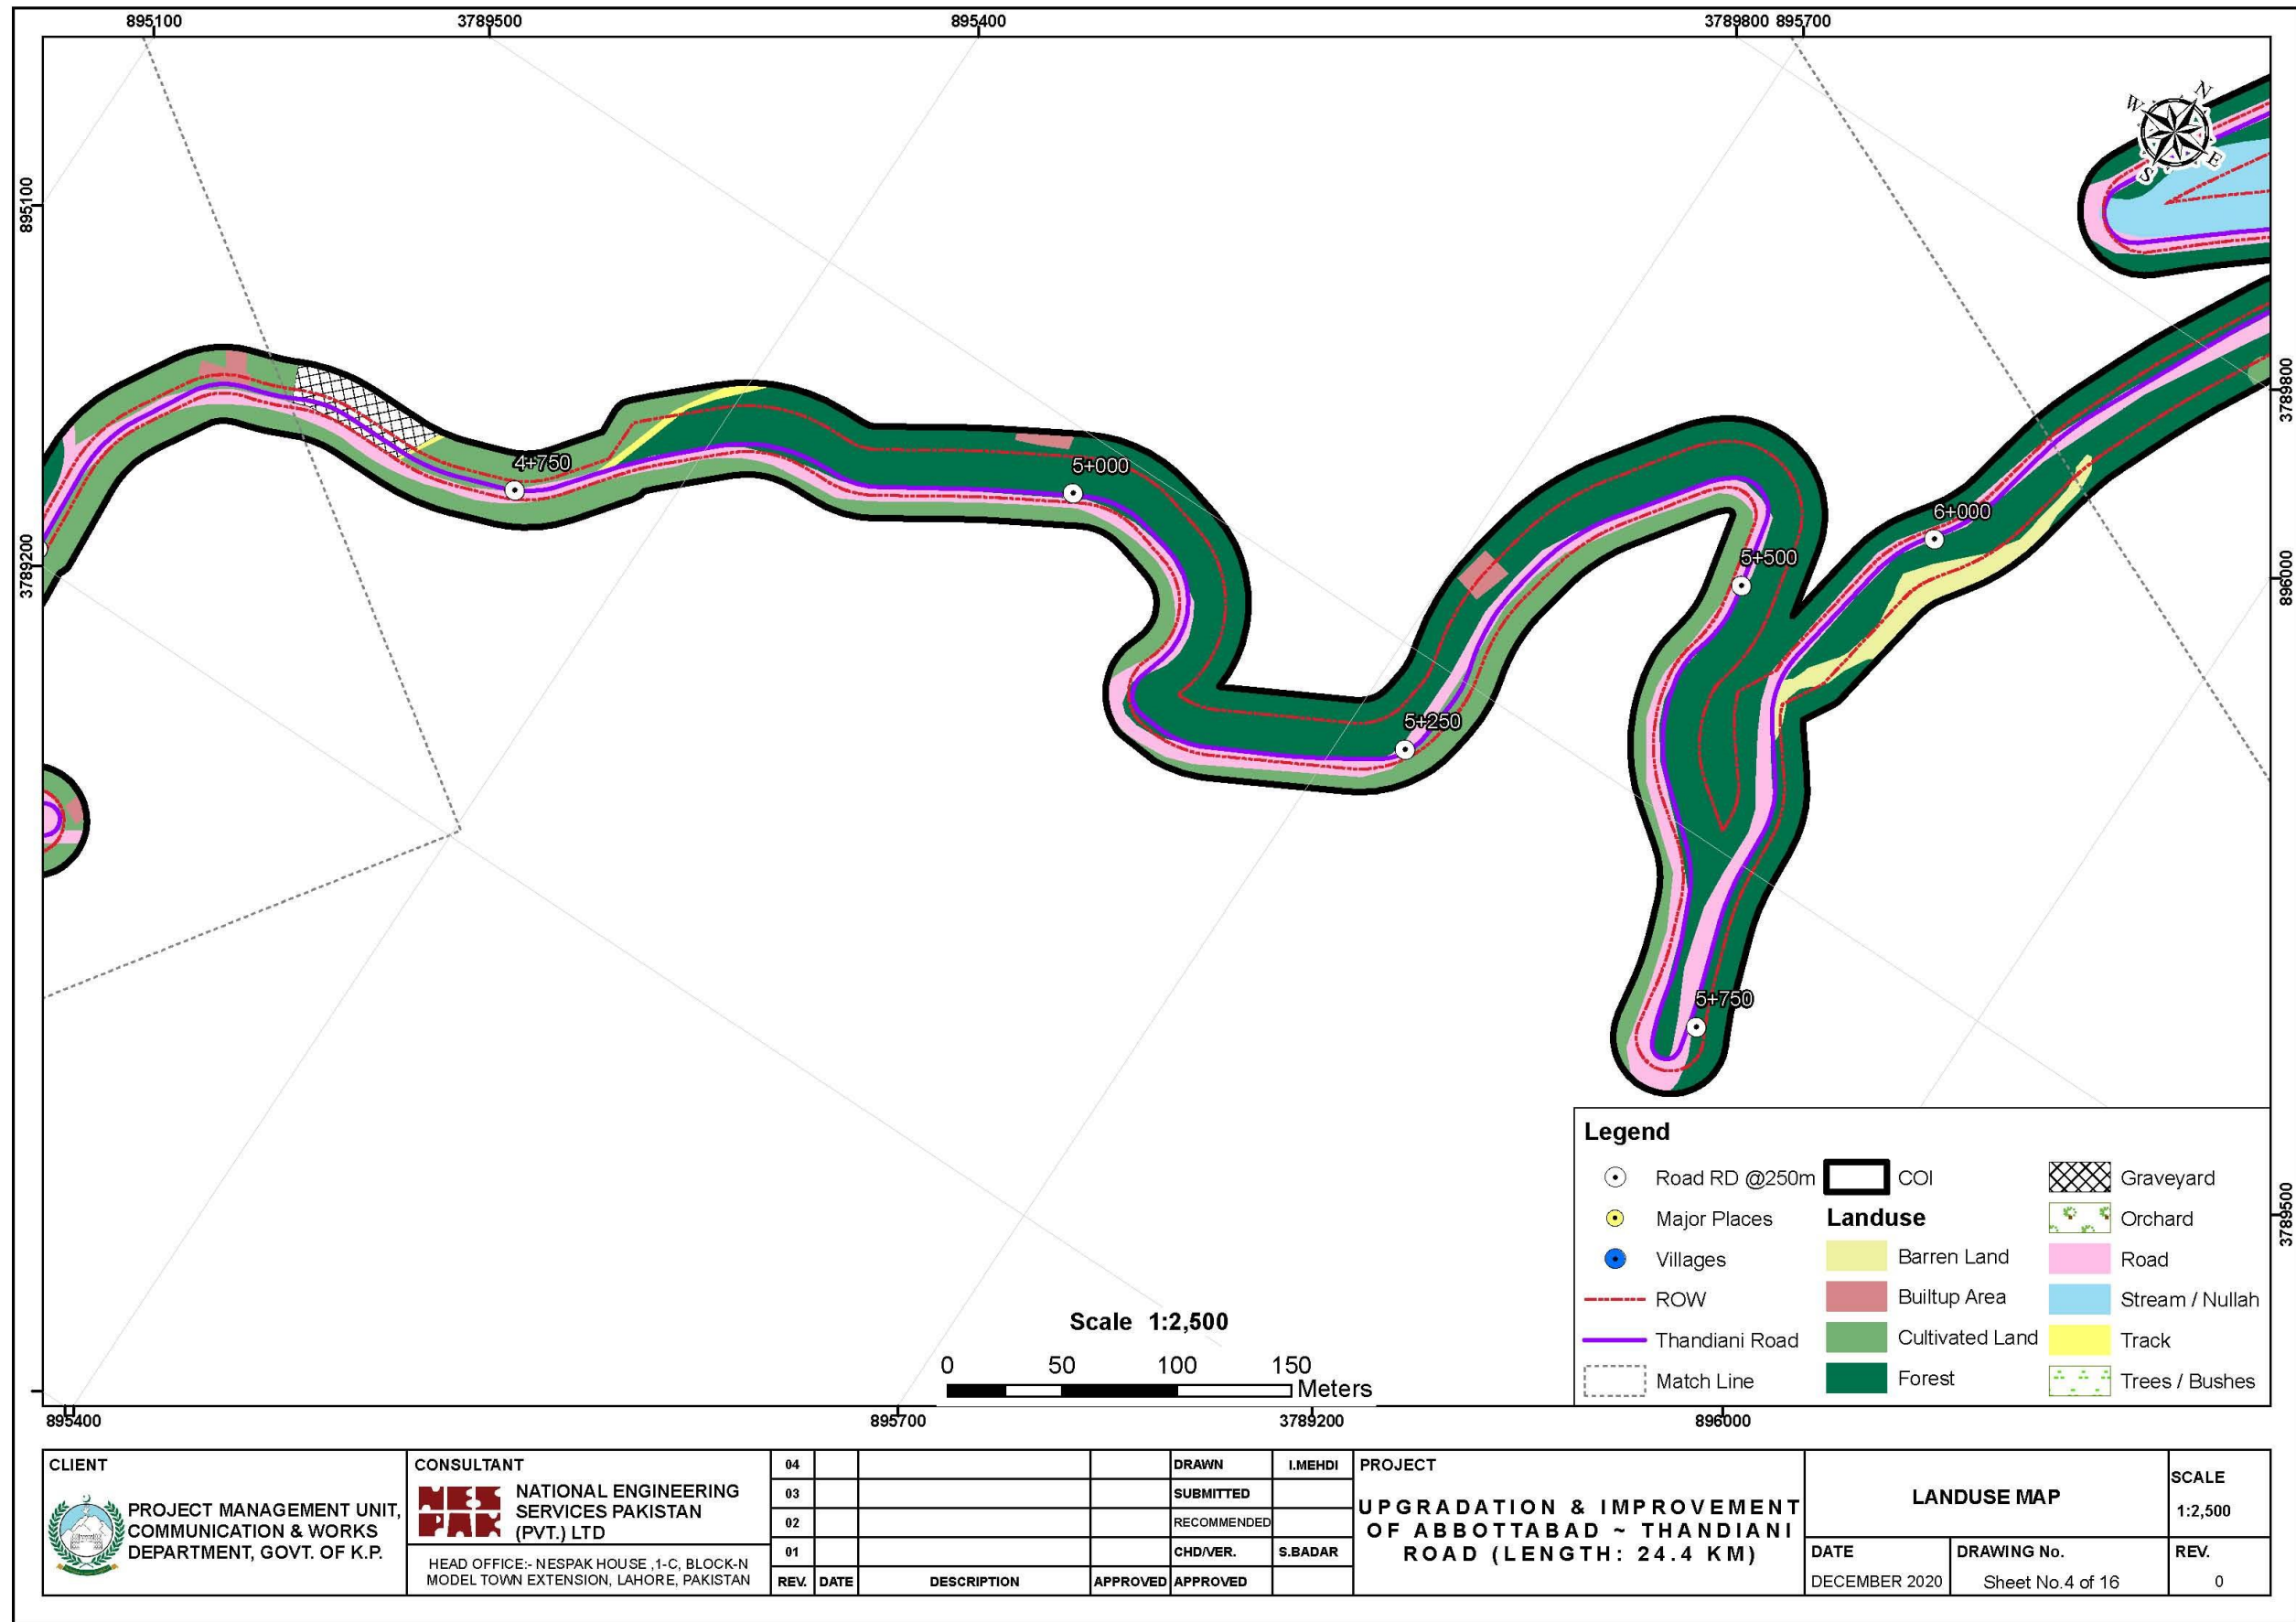 895100
3789500
895400
3789800
895700
N
W
E
S
895100
3789200
3789800
896000
3789500
4+750
5+000
5+250
5+500
5+750
6+000
Legend
Road RD @250m
Major Places
Villages
ROW
Thandiani Road
Match Line
COI
Landuse
Barren Land
Builtup Area
Cultivated Land
Forest
Graveyard
Orchard
Road
Stream / Nullah
Track
Trees / Bushes
Scale 1:2,500
0 50 100 150
Meters
895400
895700
3789200
896000
CLIENT
PROJECT MANAGEMENT UNIT,
COMMUNICATION & WORKS
DEPARTMENT, GOVT. OF K.P.
CONSULTANT
NES
PAK
NATIONAL ENGINEERING
SERVICES PAKISTAN
(PVT.) LTD
HEAD OFFICE:- NESPAK HOUSE ,1-C, BLOCK-N
MODEL TOWN EXTENSION, LAHORE, PAKISTAN
04
03
02
01
REV. DATE DESCRIPTION APPROVED
DRAWN I.MEHDI
SUBMITTED
RECOMMENDED
CHD/VER. S.BADAR
APPROVED
PROJECT
UPGRADATION & IMPROVEMENT
OF ABBOTTABAD ~ THANDIANI
ROAD (LENGTH: 24.4 KM)
LANDUSE MAP
SCALE
1:2,500
DATE
DECEMBER 2020
DRAWING No.
Sheet No.4 of 16
REV.
0